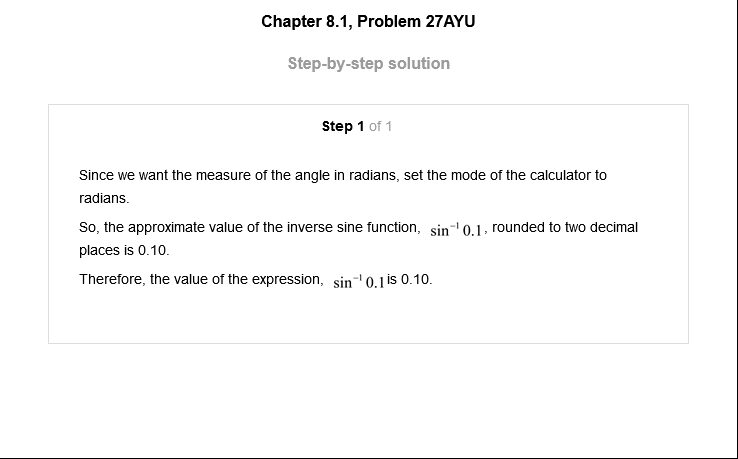 Chapter 8.1, Problem 27AYU
Step-by-step solution
Step 1 of 1
Since we want the measure of the angle in radians, set the mode of the calculator to
radians.
So, the approximate value of the inverse sine function, sin⁻¹ 0.1, rounded to two decimal
places is 0.10.
Therefore, the value of the expression, sin⁻¹ 0.1 is 0.10.